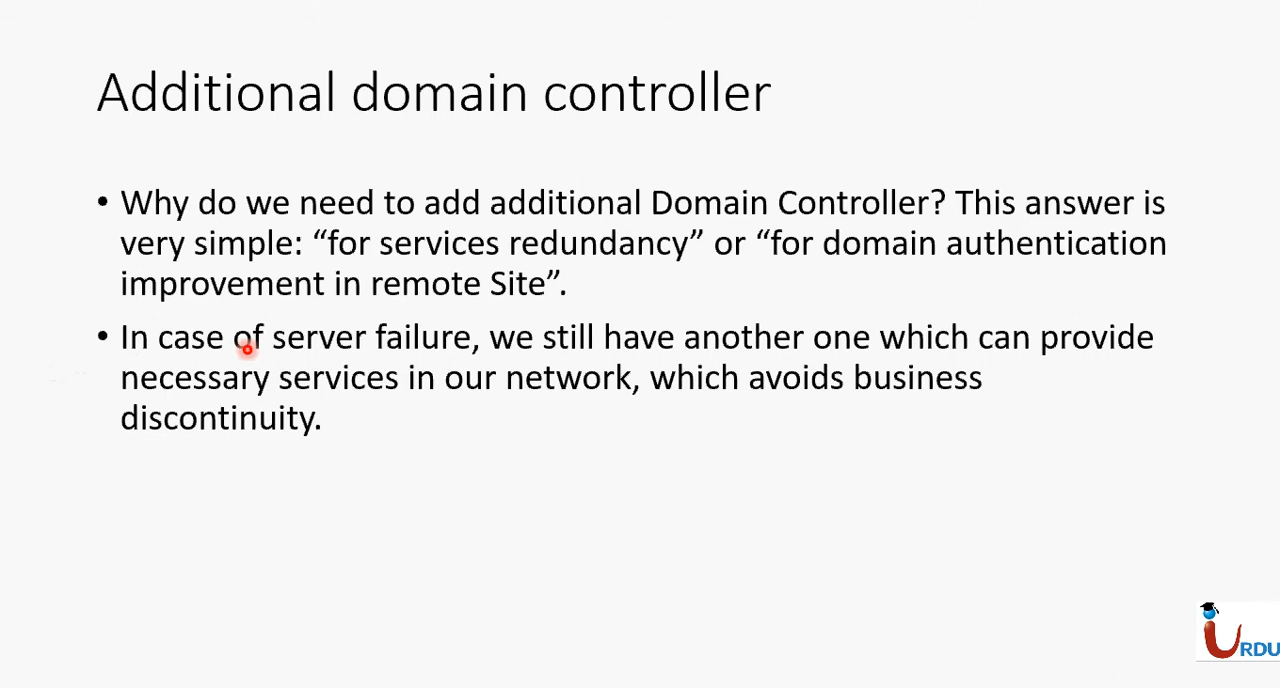 Additional domain controller
• Why do we need to add additional Domain Controller? This answer is
very simple: “for services redundancy” or “for domain authentication
improvement in remote Site”.
• In case of server failure, we still have another one which can provide
necessary services in our network, which avoids business
discontinuity.
iURDU